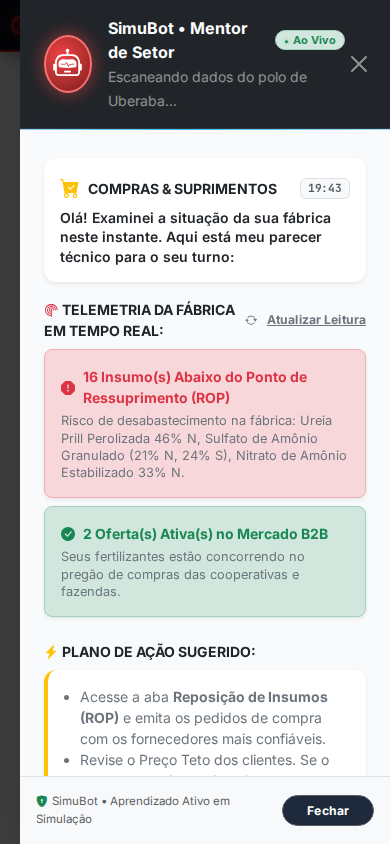 SimuBot • Mentor
de Setor
Ao Vivo
Escaneando dados do polo de
Uberaba...
COMPRAS & SUPRIMENTOS
19:43
Olá! Examinei a situação da sua fábrica
neste instante. Aqui está meu parecer
técnico para o seu turno:
TELEMETRIA DA FÁBRICA
EM TEMPO REAL:
Atualizar Leitura
16 Insumo(s) Abaixo do Ponto de
Ressuprimento (ROP)
Risco de desabastecimento na fábrica: Ureia
Prill Perolizada 46% N, Sulfato de Amônio
Granulado (21% N, 24% S), Nitrato de Amônio
Estabilizado 33% N.
2 Oferta(s) Ativa(s) no Mercado B2B
Seus fertilizantes estão concorrendo no
pregão de compras das cooperativas e
fazendas.
PLANO DE AÇÃO SUGERIDO:
• Acesse a aba Reposição de Insumos
(ROP) e emita os pedidos de compra
com os fornecedores mais confiáveis.
• Revise o Preço Teto dos clientes. Se o
SimuBot • Aprendizado Ativo em
Simulação
Fechar